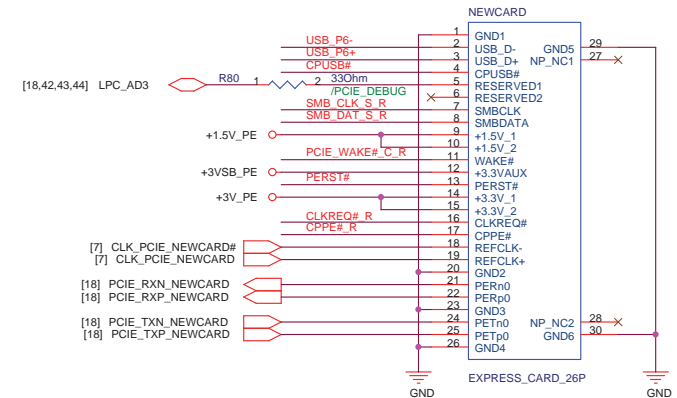 NEWCARD
1 GND1
USB_P6- 2 USB_D- GND5 29
USB_P6+ 3 USB_D+ NP_NC1 27
CPUSB# 4 CPUSB#
[18,42,43,44] LPC_AD3 R80 1 2 33Ohm 5 RESERVED1
/PCIE_DEBUG 6 RESERVED2
SMB_CLK_S_R 7 SMBCLK
SMB_DAT_S_R 8 SMBDATA
+1.5V_PE 9 +1.5V_1
10 +1.5V_2
PCIE_WAKE#_C_R 11 WAKE#
+3VSB_PE 12 +3.3VAUX
PERST# 13 PERST#
+3V_PE 14 +3.3V_1
15 +3.3V_2
CLKREQ#_R 16 CLKREQ#
CPPE#_R 17 CPPE#
[7] CLK_PCIE_NEWCARD# 18 REFCLK-
[7] CLK_PCIE_NEWCARD 19 REFCLK+
20 GND2
[18] PCIE_RXN_NEWCARD 21 PERn0
[18] PCIE_RXP_NEWCARD 22 PERp0
23 GND3
[18] PCIE_TXN_NEWCARD 24 PETn0 NP_NC2 28
[18] PCIE_TXP_NEWCARD 25 PETp0 GND6 30
26 GND4
EXPRESS_CARD_26P
GND GND